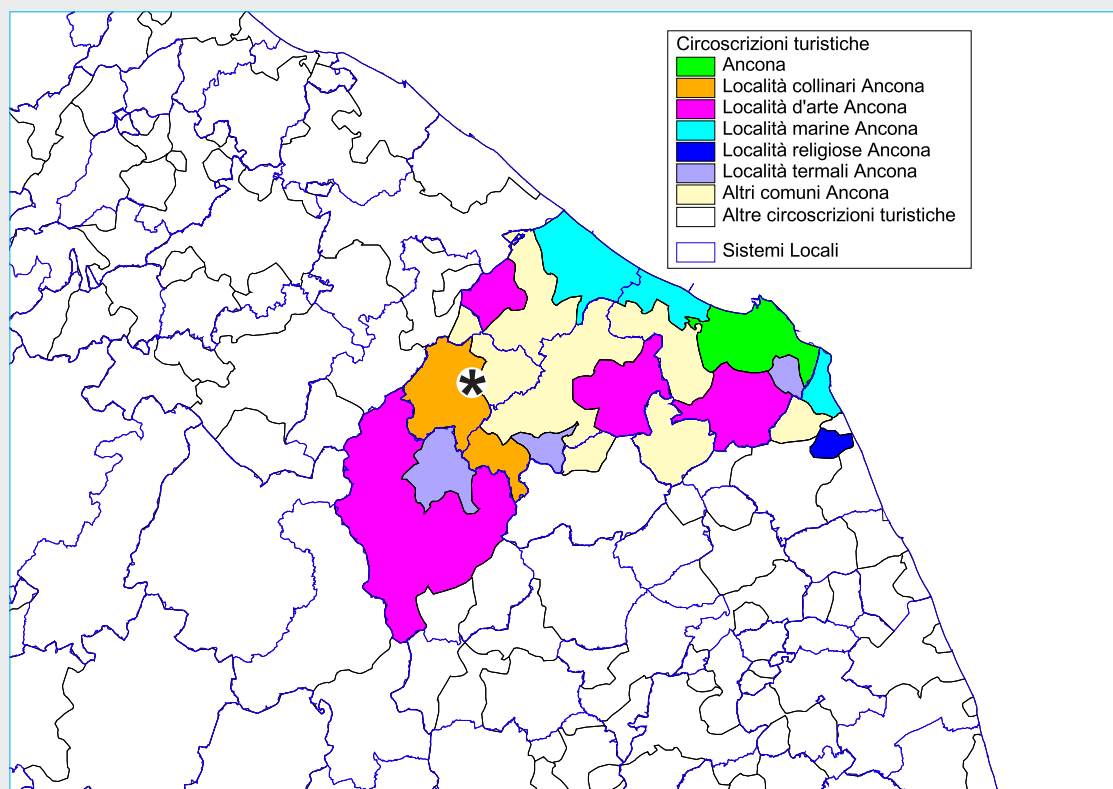 Circoscrizioni turistiche
Ancona
Località collinari Ancona
Località d'arte Ancona
Località marine Ancona
Località religiose Ancona
Località termali Ancona
Altri comuni Ancona
Altre circoscrizioni turistiche
Sistemi Locali
*